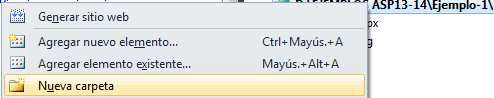 ASP13-14\Ejemplo-1\
Generar sitio web
Agregar nuevo elemento... Ctrl+Mayús.+A
Agregar elemento existente... Mayús.+Alt+A
Nueva carpeta